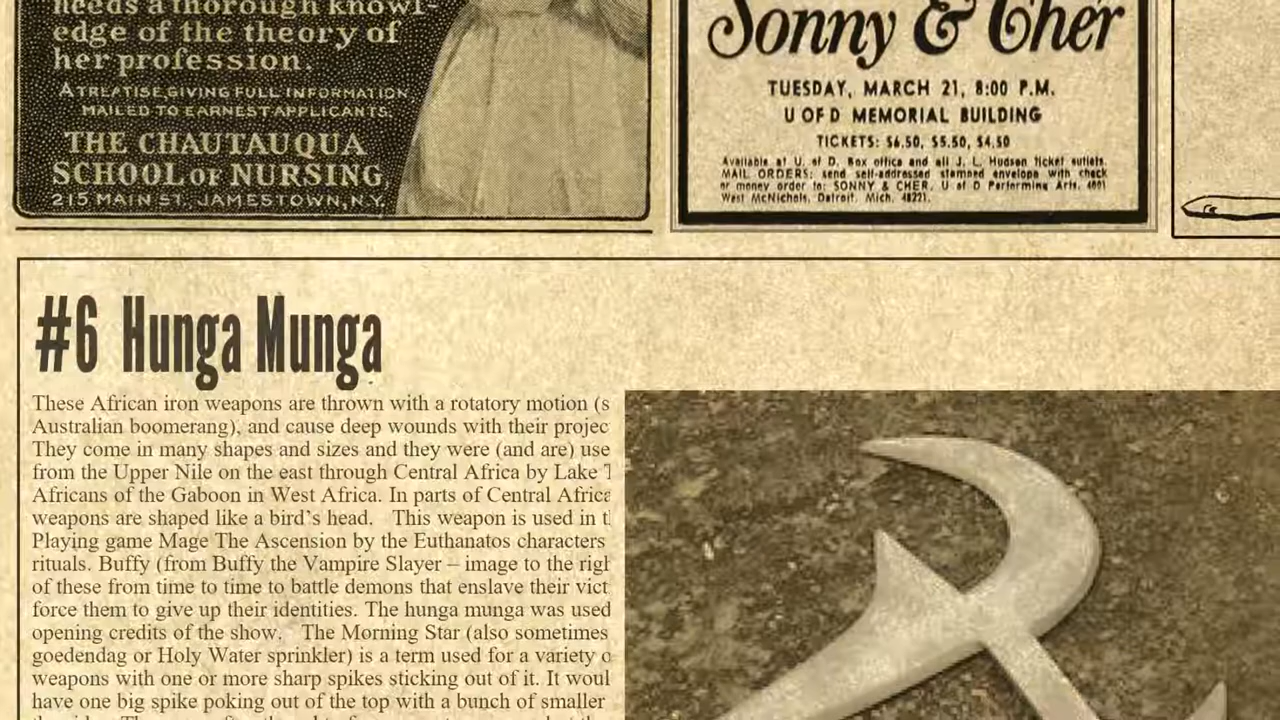 needs a thorough knowl-
edge of the theory of
her profession.
A TREATISE GIVING FULL INFORMATION,
MAILED TO EARNEST APPLICANTS.
THE CHAUTAUQUA
SCHOOL OF NURSING
215 MAIN ST. JAMESTOWN, N.Y.
Sonny & Cher
TUESDAY, MARCH 21, 8:00 P.M.
U OF D MEMORIAL BUILDING
TICKETS: $6.50, $5.50, $4.50
Available at U. of D. Box office and all J. L. Hudson ticket outlets.
MAIL ORDERS: send self-addressed stamped envelope with check
or money order to: SONNY & CHER, U of D Performing Arts, 4001
West McNichols, Detroit, Mich. 48221.
#6 Hunga Munga
These African iron weapons are thrown with a rotatory motion (s
Australian boomerang), and cause deep wounds with their projec
They come in many shapes and sizes and they were (and are) use
from the Upper Nile on the east through Central Africa by Lake
Africans of the Gaboon in West Africa. In parts of Central Africa
weapons are shaped like a bird's head. This weapon is used in t
Playing game Mage The Ascension by the Euthanatos characters
rituals. Buffy (from Buffy the Vampire Slayer – image to the righ
of these from time to time to battle demons that enslave their vict
force them to give up their identities. The hunga munga was used
opening credits of the show. The Morning Star (also sometimes
goedendag or Holy Water sprinkler) is a term used for a variety o
weapons with one or more sharp spikes sticking out of it. It woul
have one big spike poking out of the top with a bunch of smaller